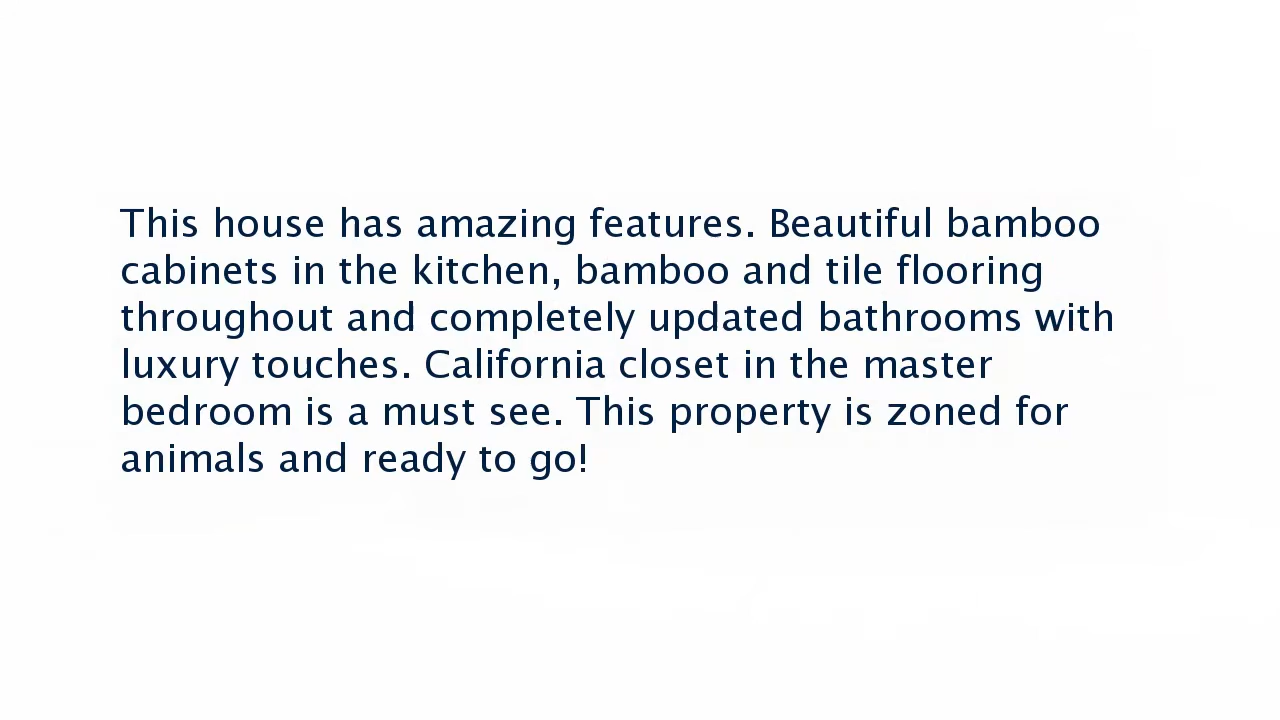 This house has amazing features. Beautiful bamboo
cabinets in the kitchen, bamboo and tile flooring
throughout and completely updated bathrooms with
luxury touches. California closet in the master
bedroom is a must see. This property is zoned for
animals and ready to go!